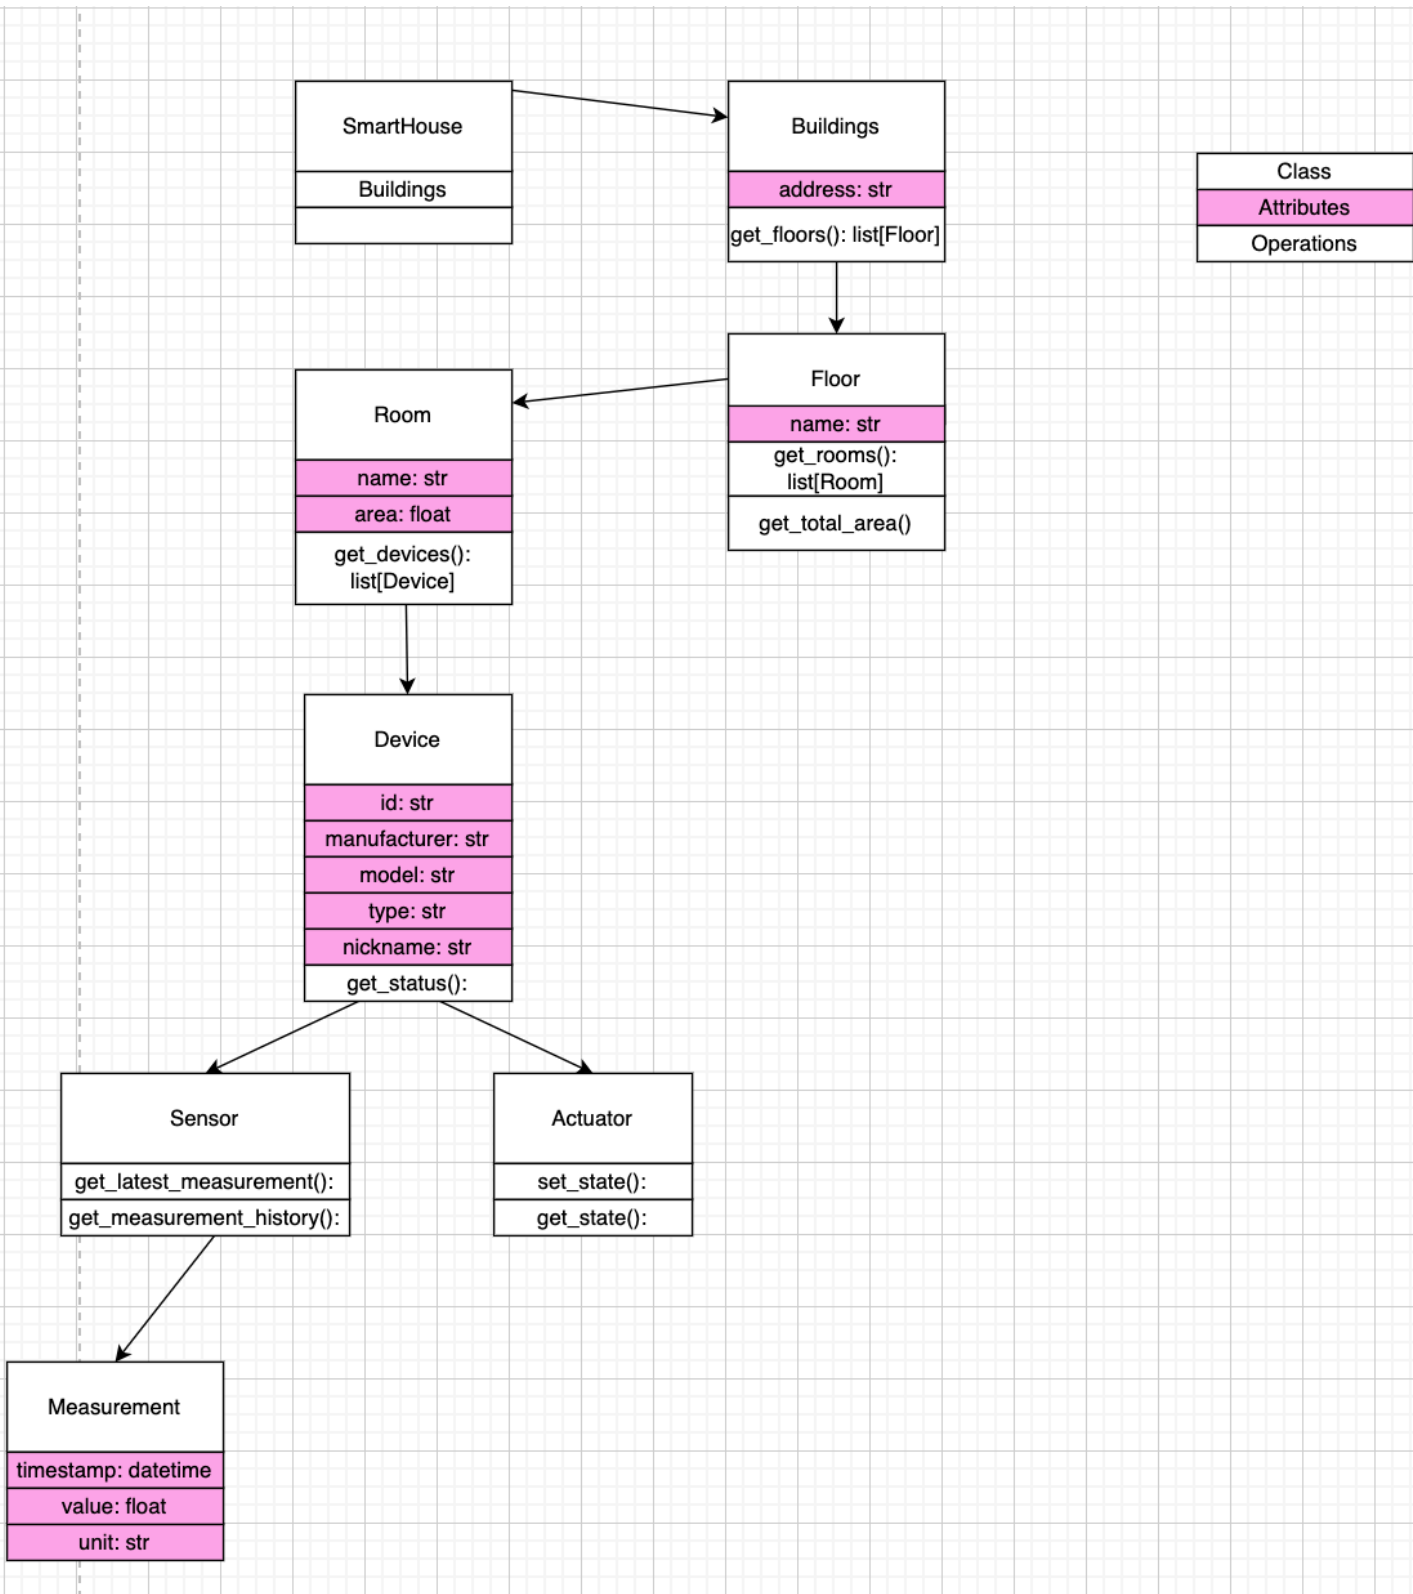 SmartHouse
Buildings
Buildings
address: str
get_floors(): list[Floor]
Class
Attributes
Operations
Floor
name: str
get_rooms():
list[Room]
get_total_area()
Room
name: str
area: float
get_devices():
list[Device]
Device
id: str
manufacturer: str
model: str
type: str
nickname: str
get_status():
Sensor
get_latest_measurement():
get_measurement_history():
Actuator
set_state():
get_state():
Measurement
timestamp: datetime
value: float
unit: str